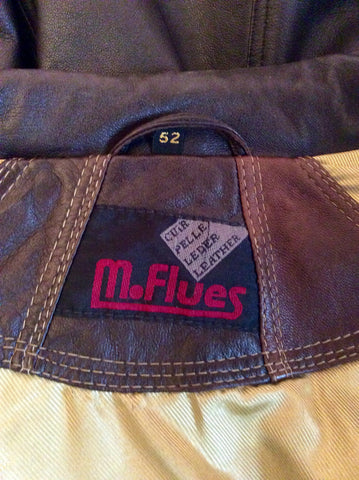 52
CUIR
PELLE
LEDER
LEATHER
M.Flues